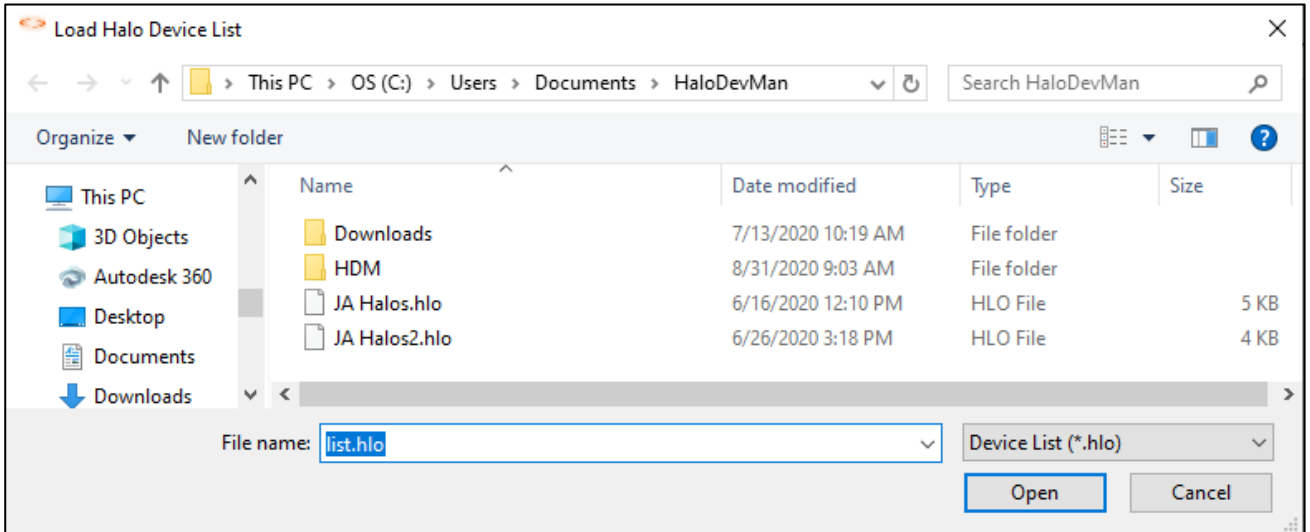 Load Halo Device List
This PC > OS (C:) > Users > Documents > HaloDevMan
Search HaloDevMan
Organize New folder
This PC
3D Objects
Autodesk 360
Desktop
Documents
Downloads
Name Date modified Type Size
Downloads 7/13/2020 10:19 AM File folder
HDM 8/31/2020 9:03 AM File folder
JA Halos.hlo 6/16/2020 12:10 PM HLO File 5 KB
JA Halos2.hlo 6/26/2020 3:18 PM HLO File 4 KB
File name: list.hlo Device List (*.hlo)
Open Cancel